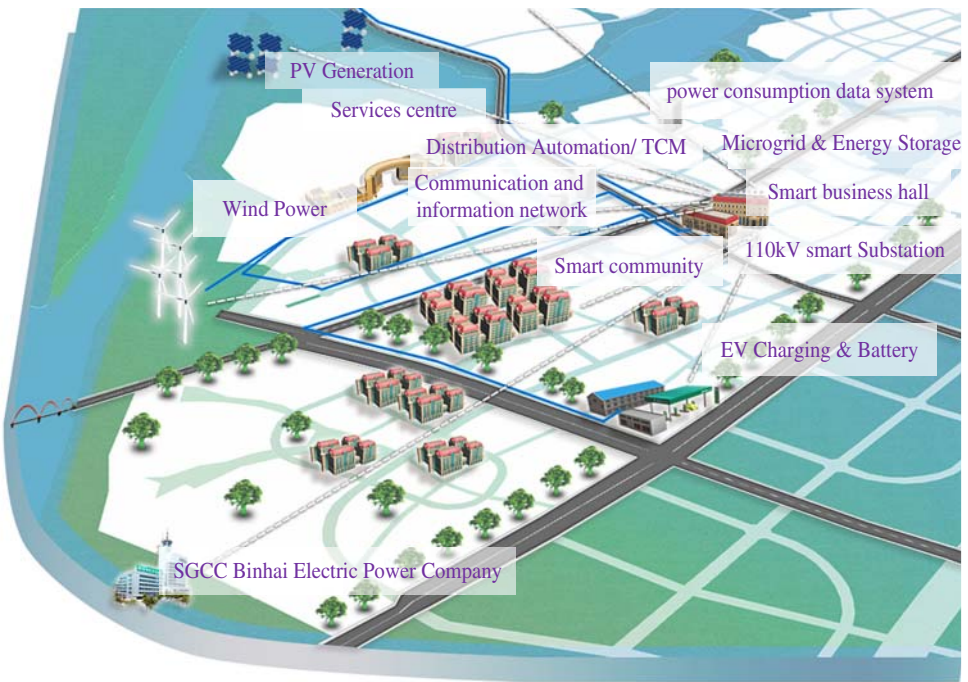 PV Generation
power consumption data system
Services centre
Distribution Automation/ TCM
Microgrid & Energy Storage
Communication and
information network
Smart business hall
Wind Power
110kV smart Substation
Smart community
EV Charging & Battery
SGCC Binhai Electric Power Company